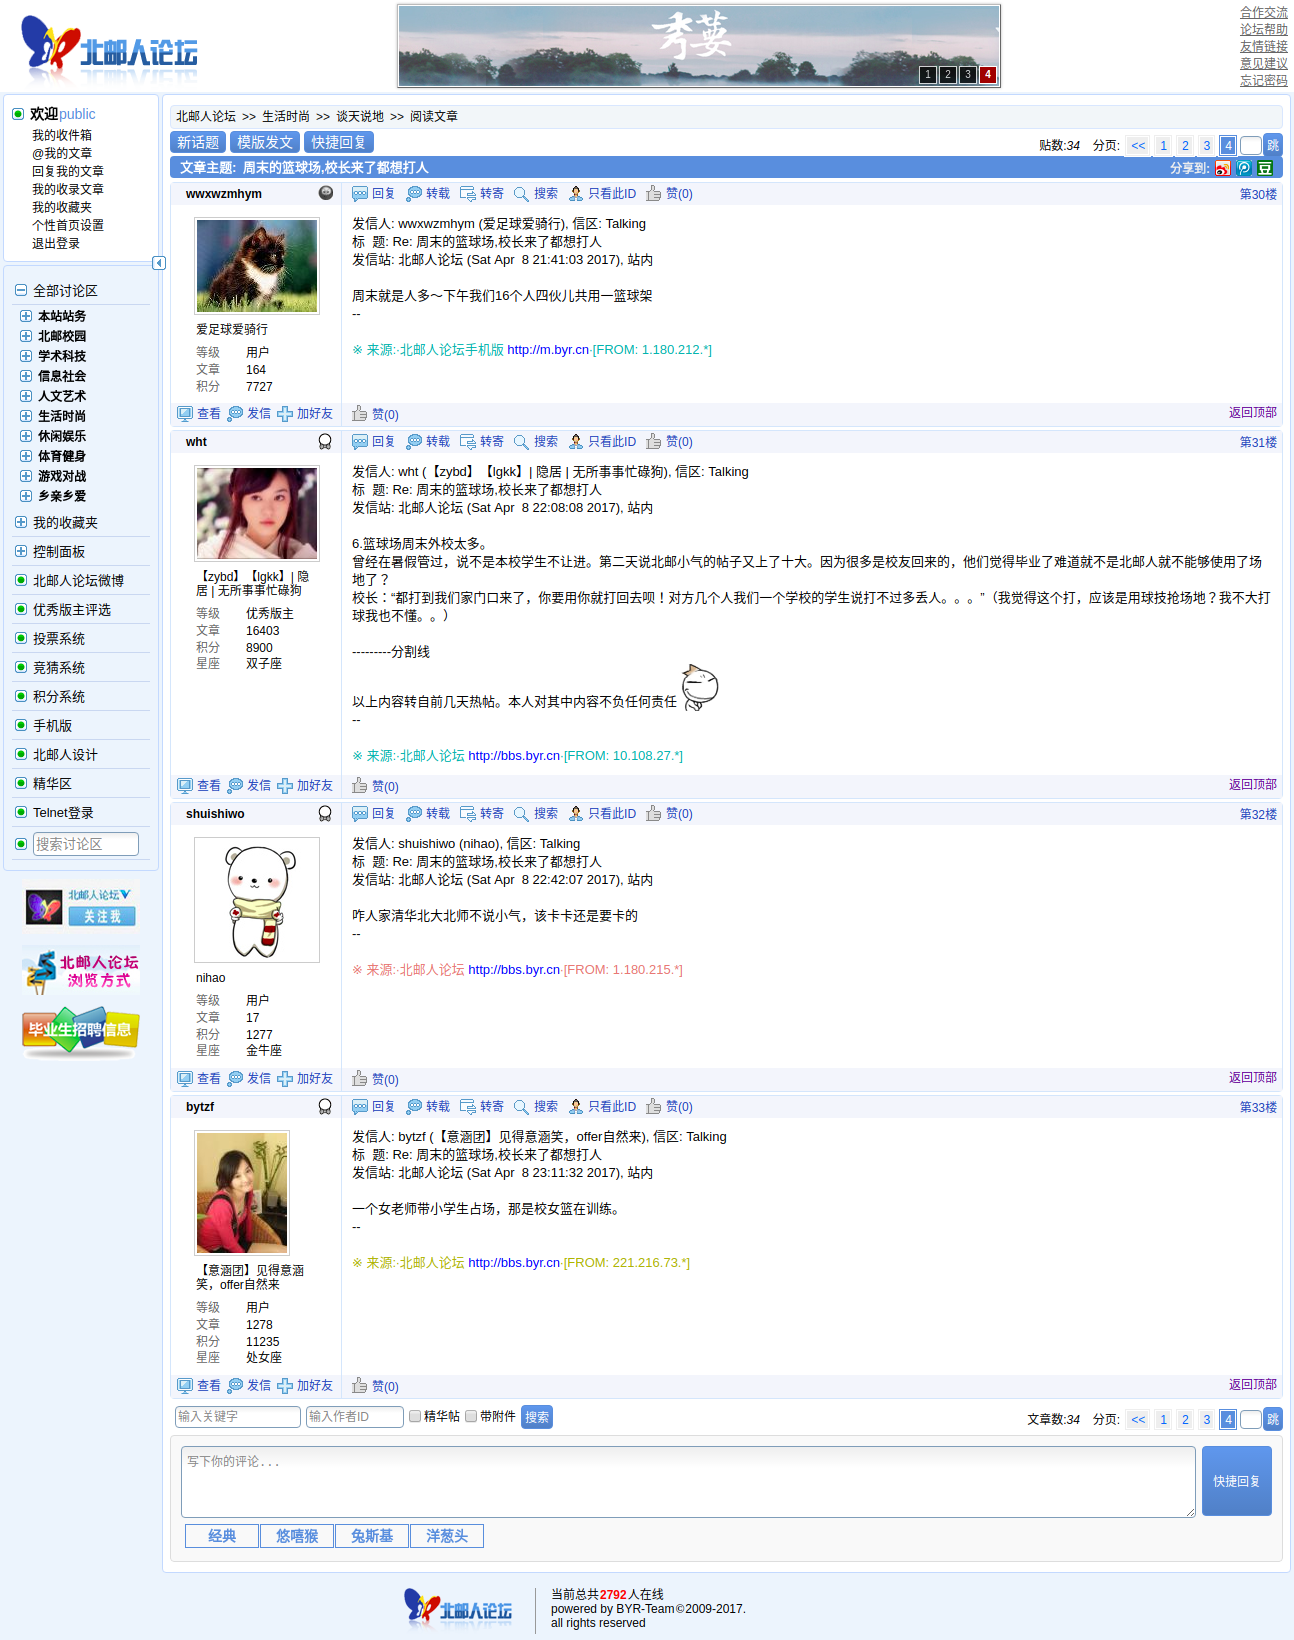 北邮人论坛
秀婁
1 2 3 4
合作交流
论坛帮助
友情链接
意见建议
忘记密码
欢迎public
我的收件箱
@我的文章
回复我的文章
我的收录文章
我的收藏夹
个性首页设置
退出登录
全部讨论区
本站站务
北邮校园
学术科技
信息社会
人文艺术
生活时尚
休闲娱乐
体育健身
游戏对战
乡亲乡爱
我的收藏夹
控制面板
北邮人论坛微博
优秀版主评选
投票系统
竞猜系统
积分系统
手机版
北邮人设计
精华区
Telnet登录
搜索讨论区
北邮人论坛
关注我
北邮人论坛
浏览方式
毕业生招聘信息
北邮人论坛 >> 生活时尚 >> 谈天说地 >> 阅读文章
新话题 模版发文 快捷回复
贴数:34 分页: << 1 2 3 4 跳
文章主题: 周末的篮球场,校长来了都想打人
分享到: 豆
wwxwzmhym
回复 转载 转寄 搜索 只看此ID 赞(0) 第30楼
爱足球爱骑行
等级 用户
文章 164
积分 7727
发信人: wwxwzmhym (爱足球爱骑行), 信区: Talking
标 题: Re: 周末的篮球场,校长来了都想打人
发信站: 北邮人论坛 (Sat Apr 8 21:41:03 2017), 站内
周末就是人多～下午我们16个人四伙儿共用一篮球架
--
※ 来源:·北邮人论坛手机版 http://m.byr.cn·[FROM: 1.180.212.*]
查看 发信 加好友 赞(0) 返回顶部
wht
回复 转载 转寄 搜索 只看此ID 赞(0) 第31楼
【zybd】【lgkk】| 隐
居 | 无所事事忙碌狗
等级 优秀版主
文章 16403
积分 8900
星座 双子座
发信人: wht (【zybd】【lgkk】| 隐居 | 无所事事忙碌狗), 信区: Talking
标 题: Re: 周末的篮球场,校长来了都想打人
发信站: 北邮人论坛 (Sat Apr 8 22:08:08 2017), 站内
6.篮球场周末外校太多。
曾经在暑假管过，说不是本校学生不让进。第二天说北邮小气的帖子又上了十大。因为很多是校友回来的，他们觉得毕业了难道就不是北邮人就不能够使用了场
地了？
校长：“都打到我们家门口来了，你要用你就打回去呗！对方几个人我们一个学校的学生说打不过多丢人。。。”（我觉得这个打，应该是用球技抢场地？我不大打
球我也不懂。。）
---------分割线
以上内容转自前几天热帖。本人对其中内容不负任何责任
--
※ 来源:·北邮人论坛 http://bbs.byr.cn·[FROM: 10.108.27.*]
查看 发信 加好友 赞(0) 返回顶部
shuishiwo
回复 转载 转寄 搜索 只看此ID 赞(0) 第32楼
nihao
等级 用户
文章 17
积分 1277
星座 金牛座
发信人: shuishiwo (nihao), 信区: Talking
标 题: Re: 周末的篮球场,校长来了都想打人
发信站: 北邮人论坛 (Sat Apr 8 22:42:07 2017), 站内
咋人家清华北大北师不说小气，该卡卡还是要卡的
--
※ 来源:·北邮人论坛 http://bbs.byr.cn·[FROM: 1.180.215.*]
查看 发信 加好友 赞(0) 返回顶部
bytzf
回复 转载 转寄 搜索 只看此ID 赞(0) 第33楼
【意涵团】见得意涵
笑，offer自然来
等级 用户
文章 1278
积分 11235
星座 处女座
发信人: bytzf (【意涵团】见得意涵笑，offer自然来), 信区: Talking
标 题: Re: 周末的篮球场,校长来了都想打人
发信站: 北邮人论坛 (Sat Apr 8 23:11:32 2017), 站内
一个女老师带小学生占场，那是校女篮在训练。
--
※ 来源:·北邮人论坛 http://bbs.byr.cn·[FROM: 221.216.73.*]
查看 发信 加好友 赞(0) 返回顶部
输入关键字 输入作者ID 精华帖 带附件 搜索
文章数:34 分页: << 1 2 3 4 跳
写下你的评论...
快捷回复
经典 悠嘻猴 兔斯基 洋葱头
北邮人论坛
当前总共2792人在线
powered by BYR-Team©2009-2017.
all rights reserved